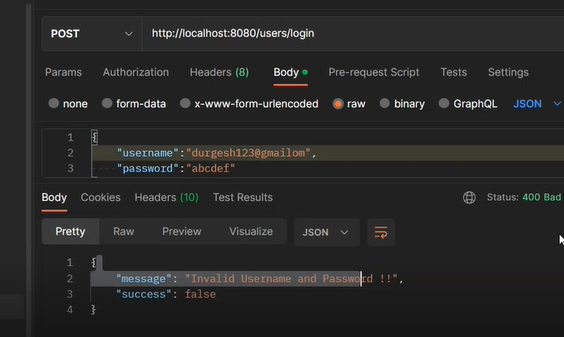 POST http://localhost:8080/users/login
Params Authorization Headers (8) Body Pre-request Script Tests Settings
none form-data x-www-form-urlencoded raw binary GraphQL JSON
1 {
2 "username":"durgesh123@gmailom",
3 "password":"abcdef"
Body Cookies Headers (10) Test Results Status: 400 Bad
Pretty Raw Preview Visualize JSON
1 {
2 "message": "Invalid Username and Password !!",
3 "success": false
4 }